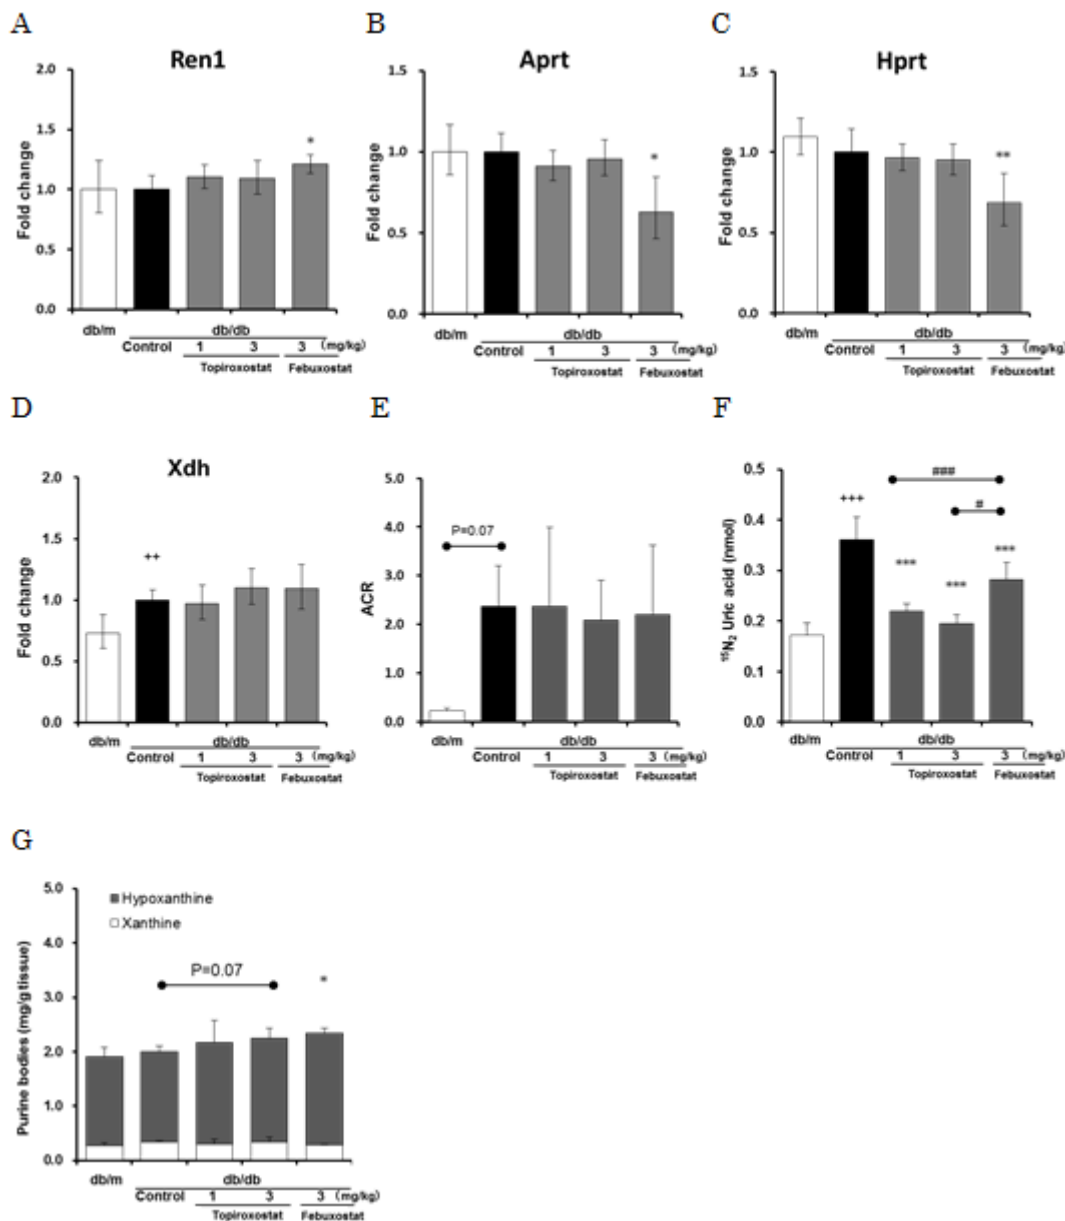 A
B
C
Ren1
Aprt
Hprt
Fold change
2.0
1.5
1.0
0.5
0.0
db/m
db/db
Control
1
3
3 (mg/kg)
Topiroxostat
Febuxostat
*
Fold change
1.5
1.0
0.5
0.0
db/m
db/db
Control
1
3
3 (mg/kg)
Topiroxostat
Febuxostat
*
Fold change
1.5
1.0
0.5
0.0
db/m
db/db
Control
1
3
3 (mg/kg)
Topiroxostat
Febuxostat
**
D
E
F
Xdh
Fold change
2.0
1.5
1.0
0.5
0.0
++
db/m
db/db
Control
1
3
3 (mg/kg)
Topiroxostat
Febuxostat
ACR
5.0
4.0
3.0
2.0
1.0
0.0
P=0.07
db/m
db/db
Control
1
3
3 (mg/kg)
Topiroxostat
Febuxostat
¹⁵N₂ Uric acid (nmol)
0.5
0.4
0.3
0.2
0.1
0.0
###
#
+++
***
***
***
db/m
db/db
Control
1
3
3 (mg/kg)
Topiroxostat
Febuxostat
G
Purine bodies (mg/gtissue)
5.0
4.0
3.0
2.0
1.0
0.0
Hypoxanthine
Xanthine
P=0.07
*
db/m
db/db
Control
1
3
3 (mg/kg)
Topiroxostat
Febuxostat